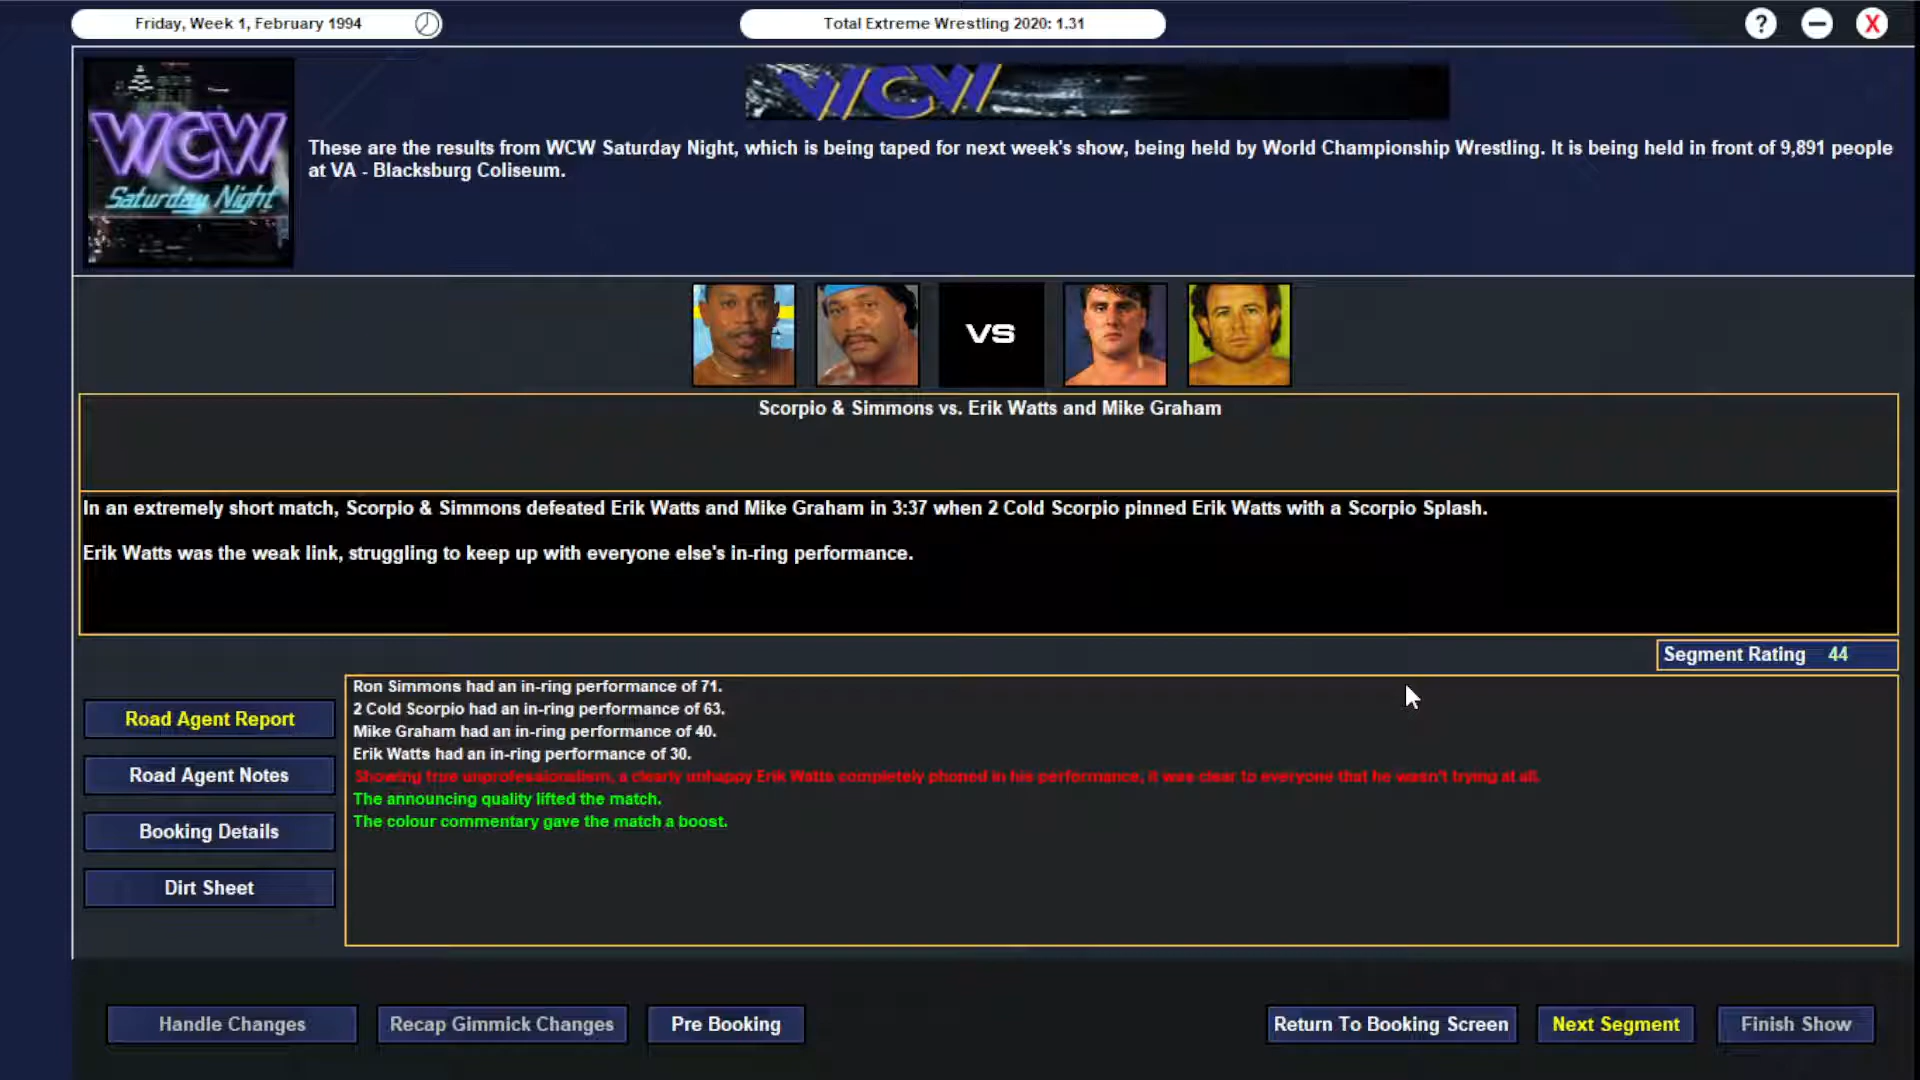 Friday, Week 1, February 1994
Total Extreme Wrestling 2020: 1.31
?
X
WCW
WCW
Saturday Night
These are the results from WCW Saturday Night, which is being taped for next week's show, being held by World Championship Wrestling. It is being held in front of 9,891 people
at VA - Blacksburg Coliseum.
VS
Scorpio & Simmons vs. Erik Watts and Mike Graham
In an extremely short match, Scorpio & Simmons defeated Erik Watts and Mike Graham in 3:37 when 2 Cold Scorpio pinned Erik Watts with a Scorpio Splash.
Erik Watts was the weak link, struggling to keep up with everyone else's in-ring performance.
Segment Rating 44
Road Agent Report
Road Agent Notes
Booking Details
Dirt Sheet
Ron Simmons had an in-ring performance of 71.
2 Cold Scorpio had an in-ring performance of 63.
Mike Graham had an in-ring performance of 40.
Erik Watts had an in-ring performance of 30.
Showing true unprofessionalism, a clearly unhappy Erik Watts completely phoned in his performance, it was clear to everyone that he wasn't trying at all.
The announcing quality lifted the match.
The colour commentary gave the match a boost.
Handle Changes
Recap Gimmick Changes
Pre Booking
Return To Booking Screen
Next Segment
Finish Show